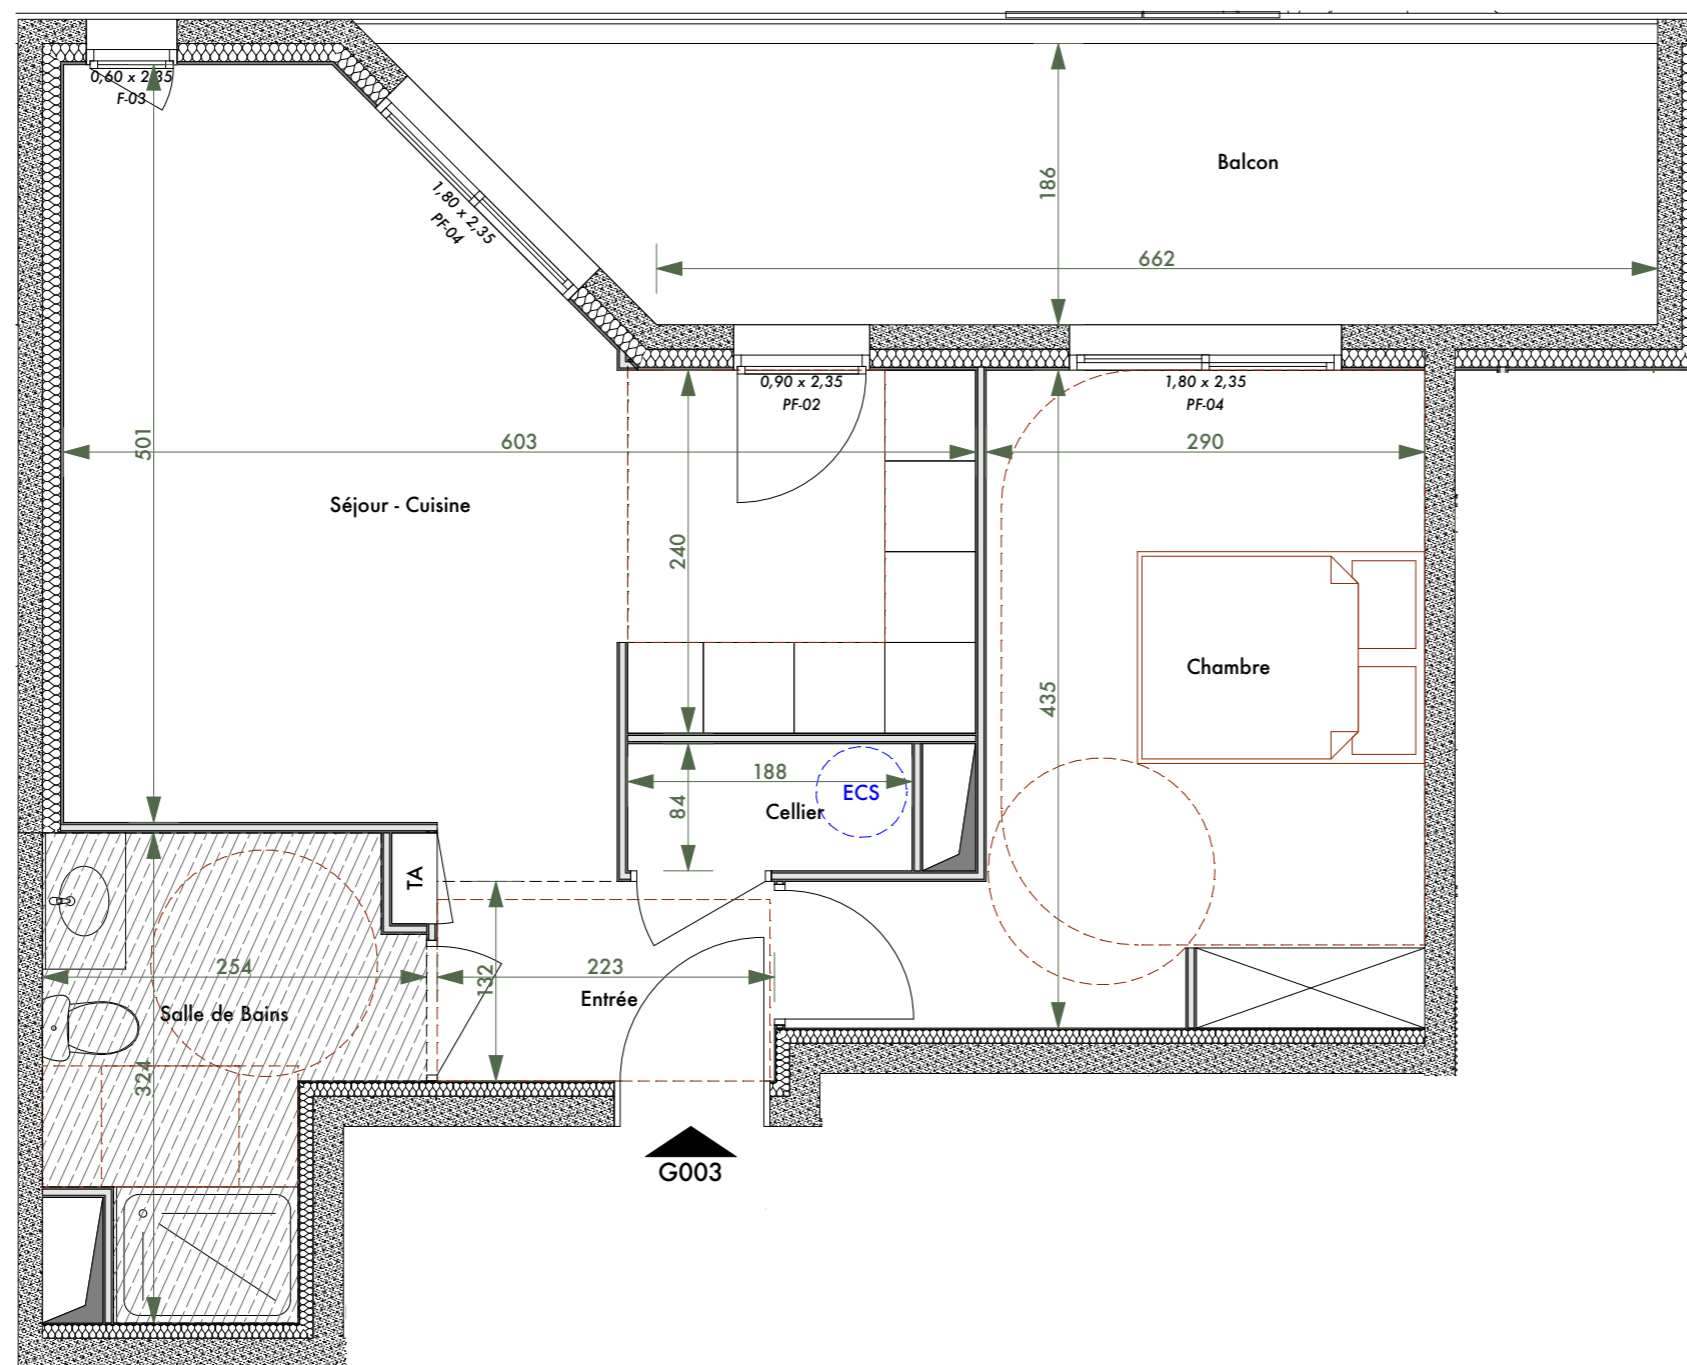 0,60 x 2,35
F-03
Balcon
186
1,80 x 2,35
PF-04
662
0,90 x 2,35
PF-02
1,80 x 2,35
PF-04
501
603
290
Séjour - Cuisine
240
Chambre
435
188
ECS
84
Cellier
TA
254
223
132
Entrée
Salle de Bains
324
G003